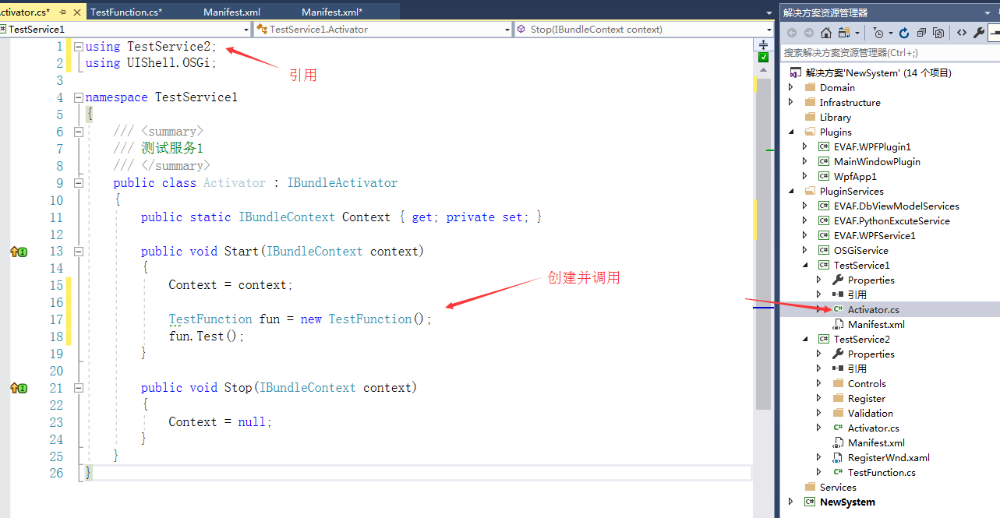 Activator.cs*
TestFunction.cs*
Manifest.xml
Manifest.xml*
TestService1
TestService1.Activator
Stop(IBundleContext context)
1 using TestService2;
引用
2 using UIShell.OSGi;
3
4 namespace TestService1
5 {
6 /// <summary>
7 /// 测试服务1
8 /// </summary>
9 public class Activator : IBundleActivator
10 {
11 public static IBundleContext Context { get; private set; }
12
13 public void Start(IBundleContext context)
14 {
15 Context = context;
创建并调用
16
17 TestFunction fun = new TestFunction();
18 fun.Test();
19 }
20
21 public void Stop(IBundleContext context)
22 {
23 Context = null;
24 }
25 }
26 }
解决方案资源管理器
搜索解决方案资源管理器(Ctrl+;)
解决方案'NewSystem' (14 个项目)
Domain
Infrastructure
Library
Plugins
C# EVAF.WPFPlugin1
C# MainWindowPlugin
C# WpfApp1
PluginServices
C# EVAF.DbViewModelServices
C# EVAF.PythonExcuteService
C# EVAF.WPFService1
C# OSGiService
C# TestService1
Properties
引用
C# Activator.cs
Manifest.xml
C# TestService2
Properties
引用
Controls
Register
Validation
C# Activator.cs
Manifest.xml
RegisterWnd.xaml
C# TestFunction.cs
Services
C# NewSystem